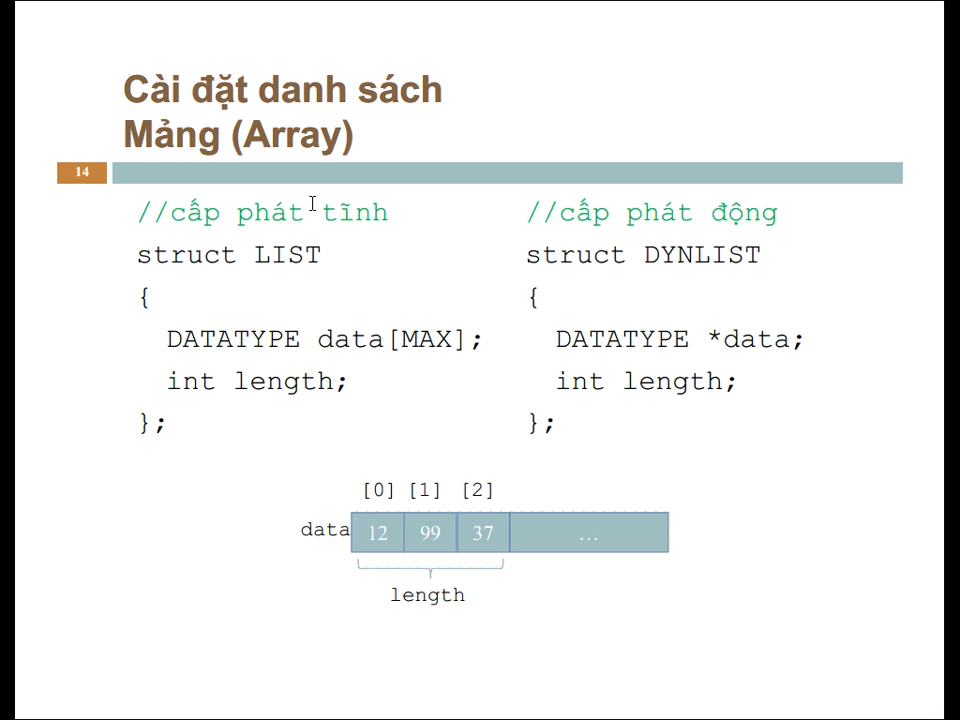 Cài đặt danh sách
Mảng (Array)
14
//cấp phát tĩnh
struct LIST
{
DATATYPE data[MAX];
int length;
};
//cấp phát động
struct DYNLIST
{
DATATYPE *data;
int length;
};
[0] [1] [2]
data 12 99 37 ...
length